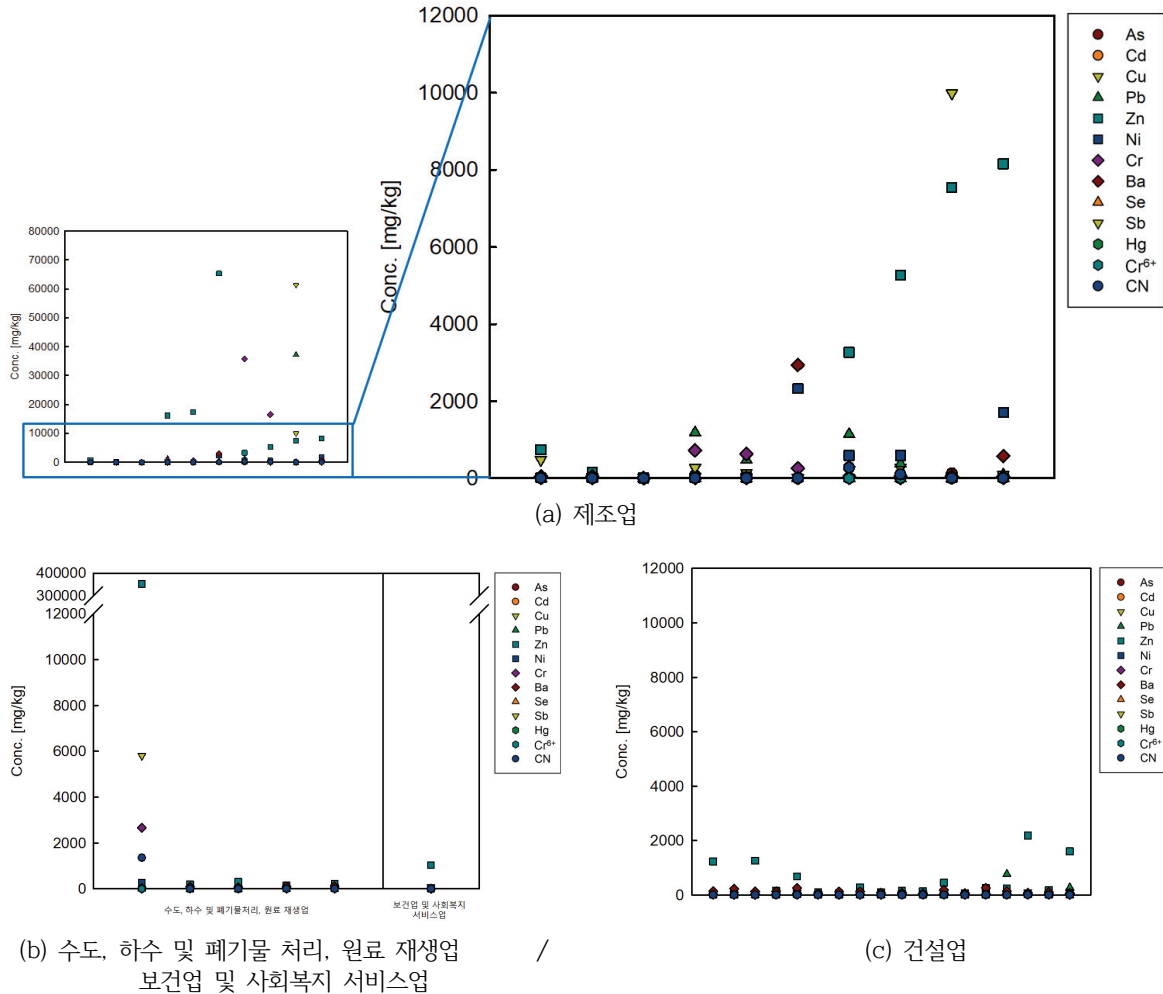 12000
10000
8000
6000
4000
2000
0
Conc. [mg/kg]
As
Cd
Cu
Pb
Zn
Ni
Cr
Ba
Se
Sb
Hg
Cr⁶⁺
CN
80000
70000
60000
50000
40000
30000
20000
10000
0
Conc. [mg/kg]
(a) 제조업
400000
300000
12000
10000
8000
6000
4000
2000
0
Conc. [mg/kg]
수도, 하수 및 폐기물처리, 원료 재생업
보건업 및 사회복지
서비스업
As
Cd
Cu
Pb
Zn
Ni
Cr
Ba
Se
Sb
Hg
Cr⁶⁺
CN
(b) 수도, 하수 및 폐기물 처리, 원료 재생업 /
보건업 및 사회복지 서비스업
12000
10000
8000
6000
4000
2000
0
Conc. [mg/kg]
As
Cd
Cu
Pb
Zn
Ni
Cr
Ba
Se
Sb
Hg
Cr⁶⁺
CN
(c) 건설업